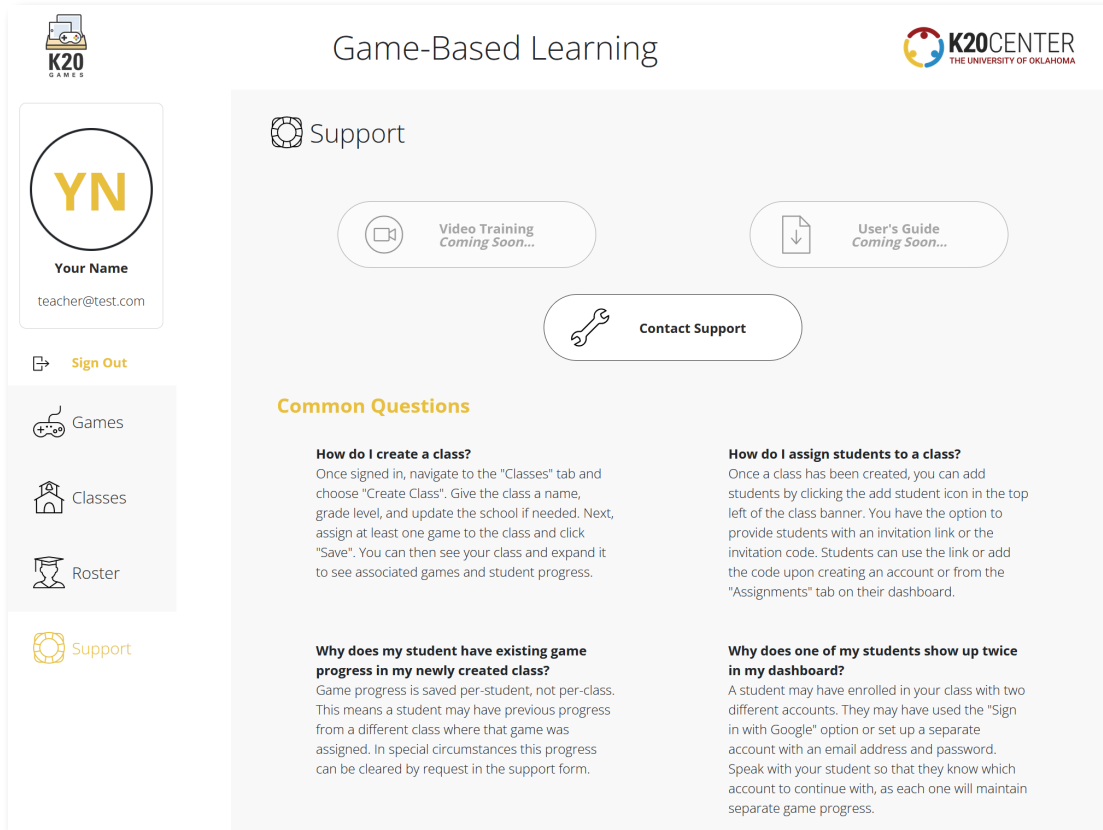 K20
GAMES
Game-Based Learning
K20CENTER
THE UNIVERSITY OF OKLAHOMA
YN
Your Name
teacher@test.com
Sign Out
Games
Classes
Roster
Support
Support
Video Training
Coming Soon...
User's Guide
Coming Soon...
Contact Support
Common Questions
How do I create a class?
Once signed in, navigate to the "Classes" tab and
choose "Create Class". Give the class a name,
grade level, and update the school if needed. Next,
assign at least one game to the class and click
"Save". You can then see your class and expand it
to see associated games and student progress.
How do I assign students to a class?
Once a class has been created, you can add
students by clicking the add student icon in the top
left of the class banner. You have the option to
provide students with an invitation link or the
invitation code. Students can use the link or add
the code upon creating an account or from the
"Assignments" tab on their dashboard.
Why does my student have existing game
progress in my newly created class?
Game progress is saved per-student, not per-class.
This means a student may have previous progress
from a different class where that game was
assigned. In special circumstances this progress
can be cleared by request in the support form.
Why does one of my students show up twice
in my dashboard?
A student may have enrolled in your class with two
different accounts. They may have used the "Sign
in with Google" option or set up a separate
account with an email address and password.
Speak with your student so that they know which
account to continue with, as each one will maintain
separate game progress.